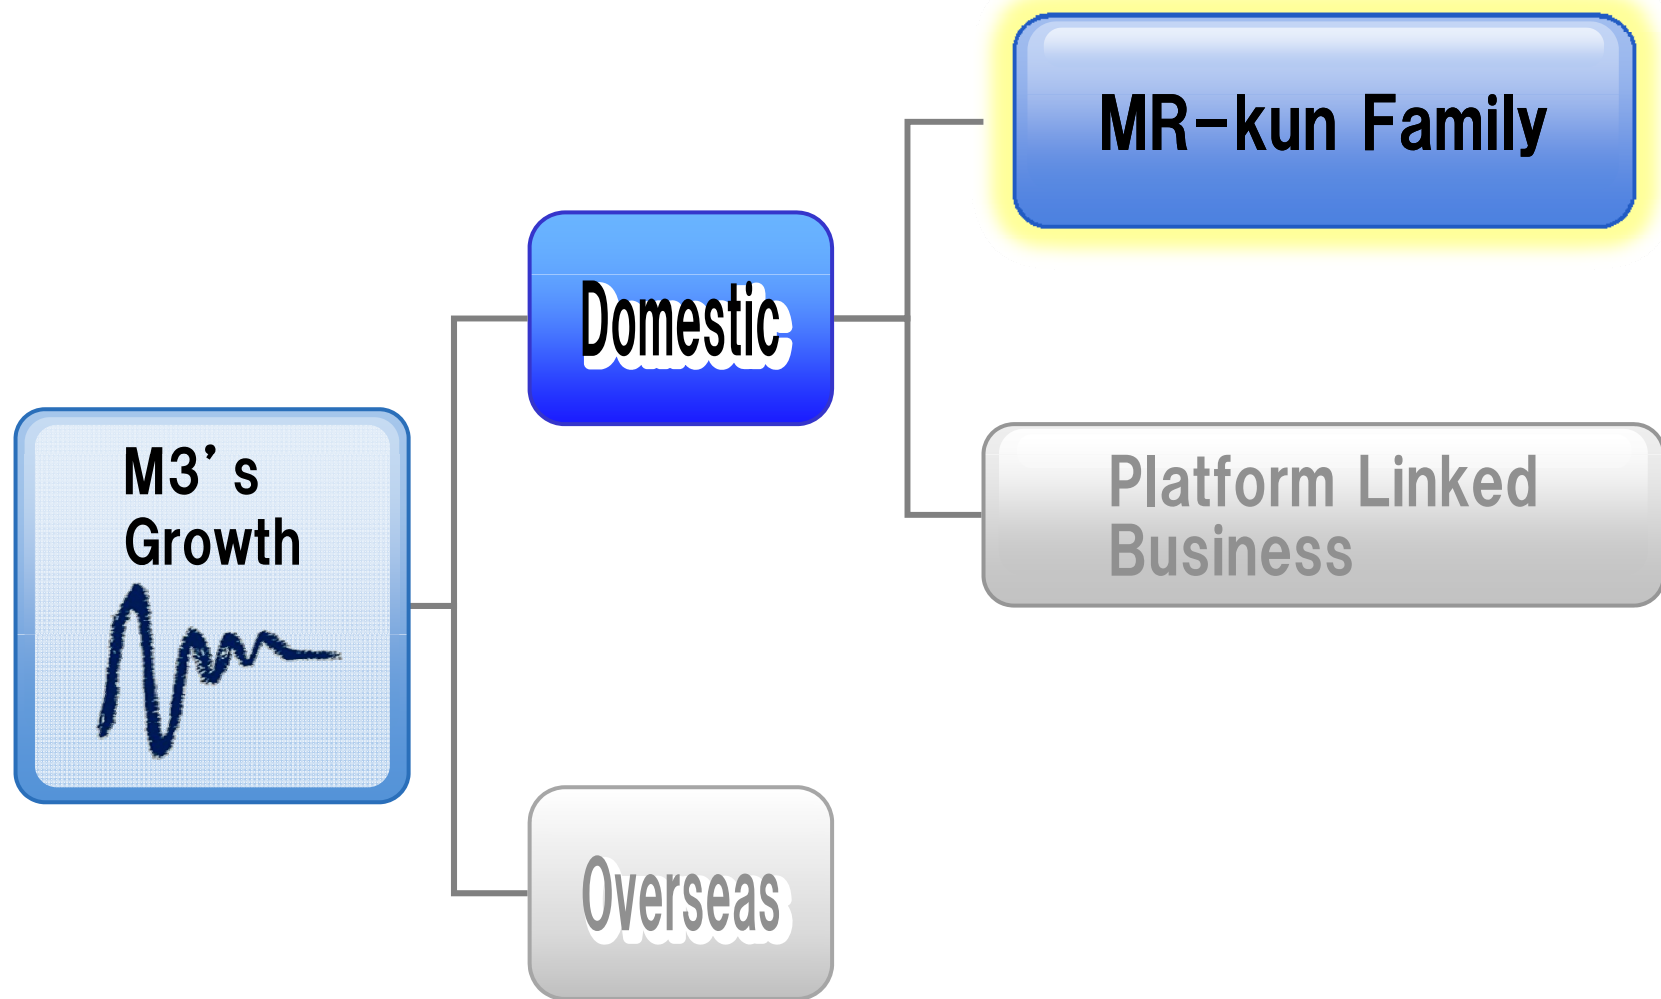 MR-kun Family
Domestic
M3's
Growth
Platform Linked
Business
Overseas